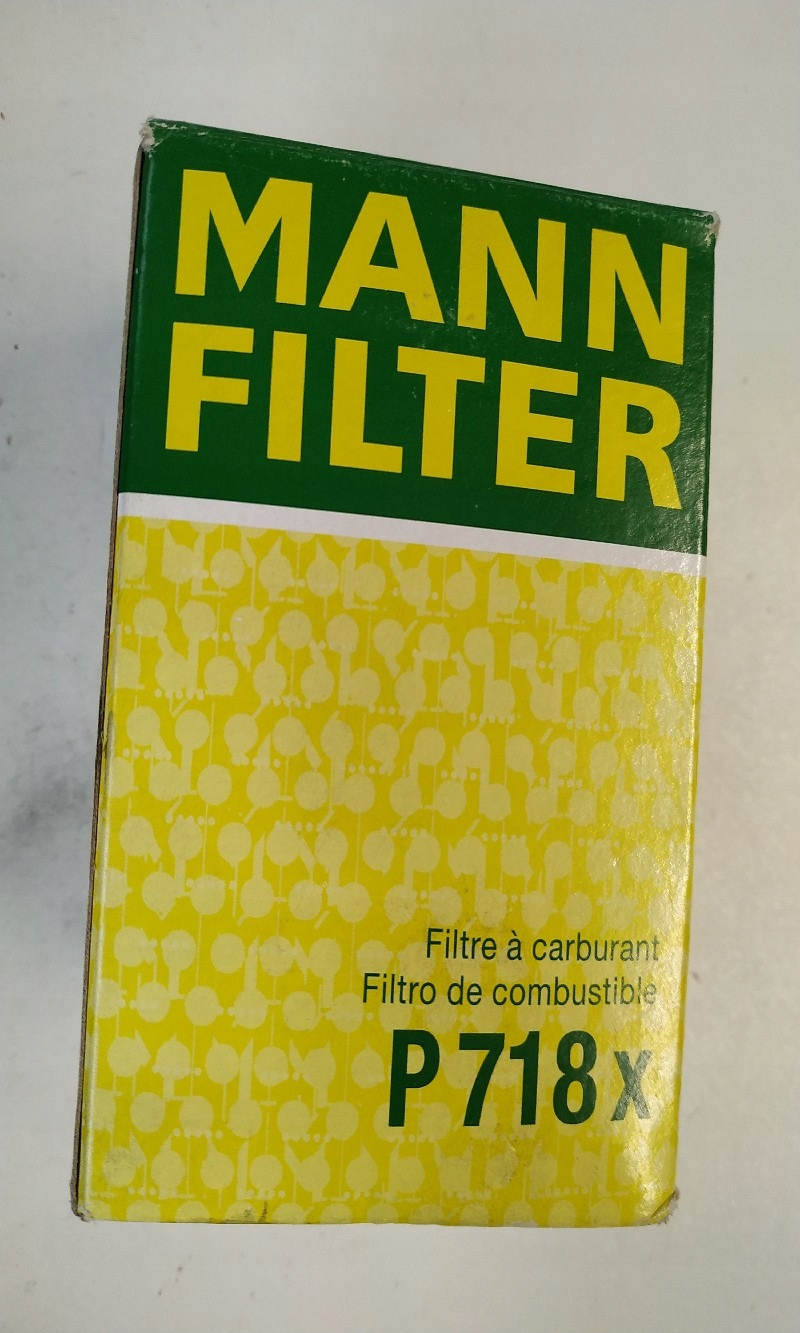 MANN
FILTER
Filtre à carburant
Filtro de combustible
P 718 x